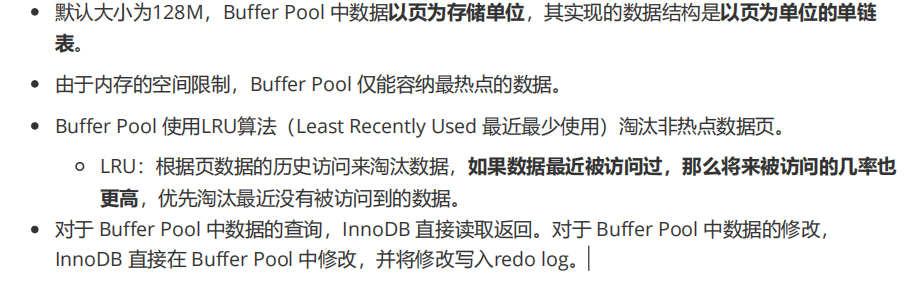 默认大小为128M，Buffer Pool 中数据以页为存储单位，其实现的数据结构是以页为单位的单链
表。
由于内存的空间限制，Buffer Pool 仅能容纳最热点的数据。
Buffer Pool 使用LRU算法（Least Recently Used 最近最少使用）淘汰非热点数据页。
LRU：根据页数据的历史访问来淘汰数据，如果数据最近被访问过，那么将来被访问的几率也
更高，优先淘汰最近没有被访问到的数据。
对于 Buffer Pool 中数据的查询，InnoDB 直接读取返回。对于 Buffer Pool 中数据的修改，
InnoDB 直接在 Buffer Pool 中修改，并将修改写入redo log。